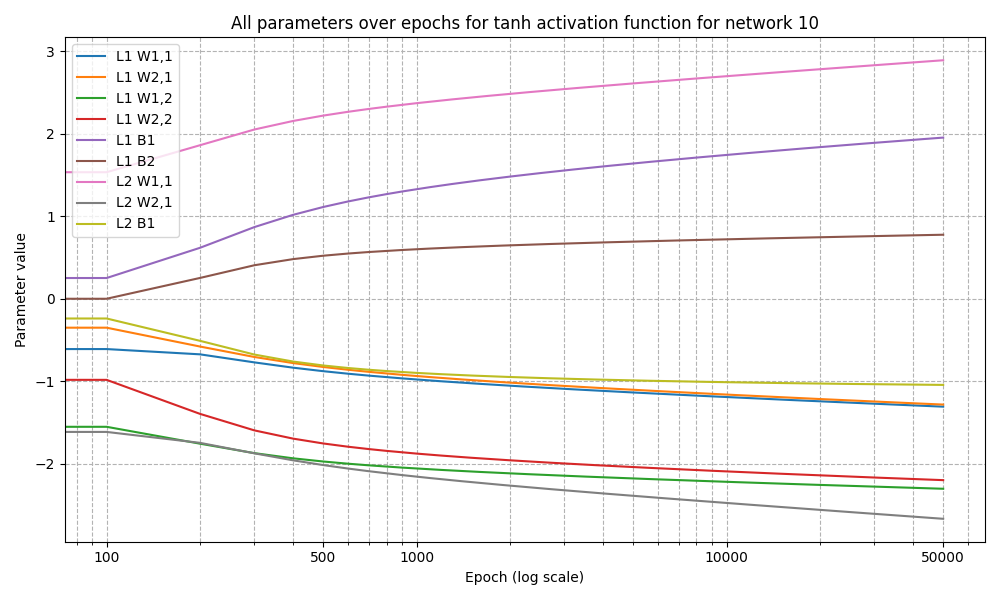 All parameters over epochs for tanh activation function for network 10
L1 W1,1
L1 W2,1
L1 W1,2
L1 W2,2
L1 B1
L1 B2
L2 W1,1
L2 W2,1
L2 B1
Parameter value
3
2
1
0
−1
−2
100
500
1000
10000
50000
Epoch (log scale)